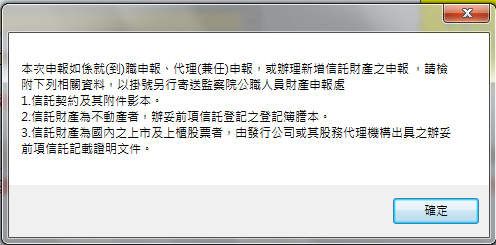 本次申報如係就(到)職申報、代理(兼任)申報，或辦理新增信託財產之申報 ，請檢
附下列相關資料，以掛號另行寄送監察院公職人員財產申報處
1.信託契約及其附件影本。
2.信託財產為不動產者，辦妥前項信託登記之登記簿謄本。
3.信託財產為國內之上市及上櫃股票者，由發行公司或其股務代理機構出具之辦妥
前項信託記載證明文件。
確定